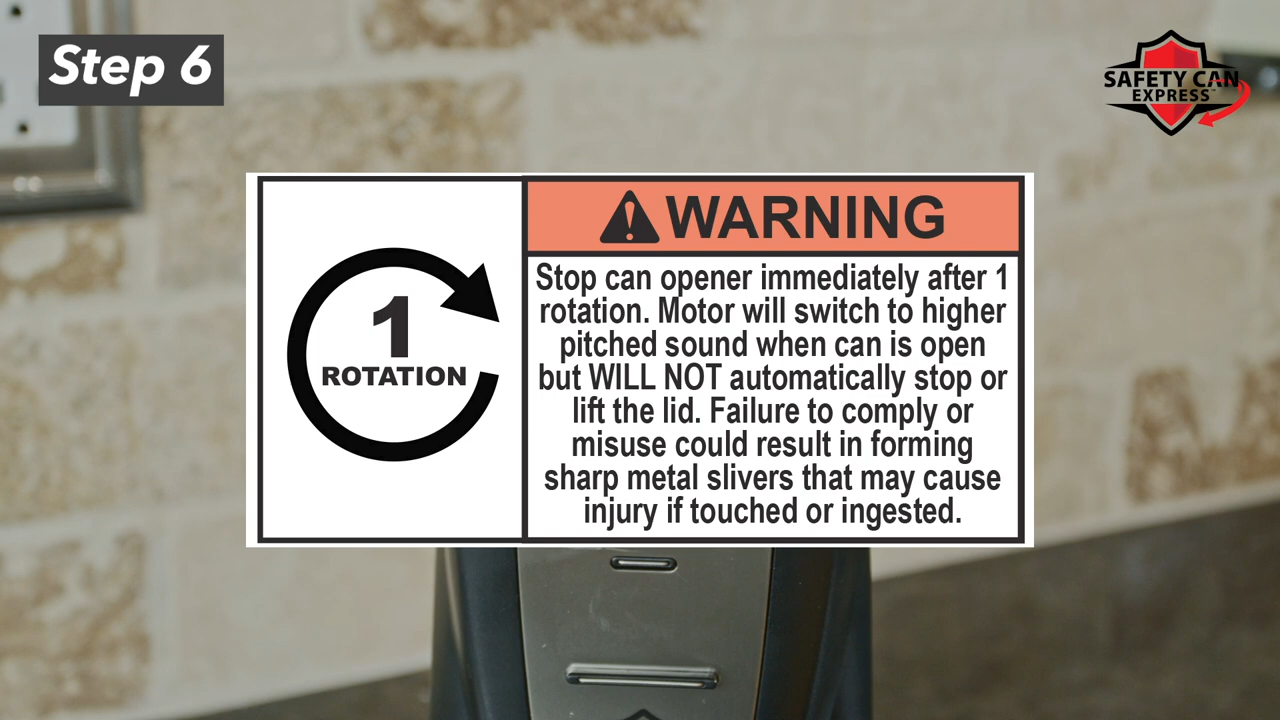 Step 6
SAFETY CAN
EXPRESS™
1
ROTATION
WARNING
Stop can opener immediately after 1
rotation. Motor will switch to higher
pitched sound when can is open
but WILL NOT automatically stop or
lift the lid. Failure to comply or
misuse could result in forming
sharp metal slivers that may cause
injury if touched or ingested.